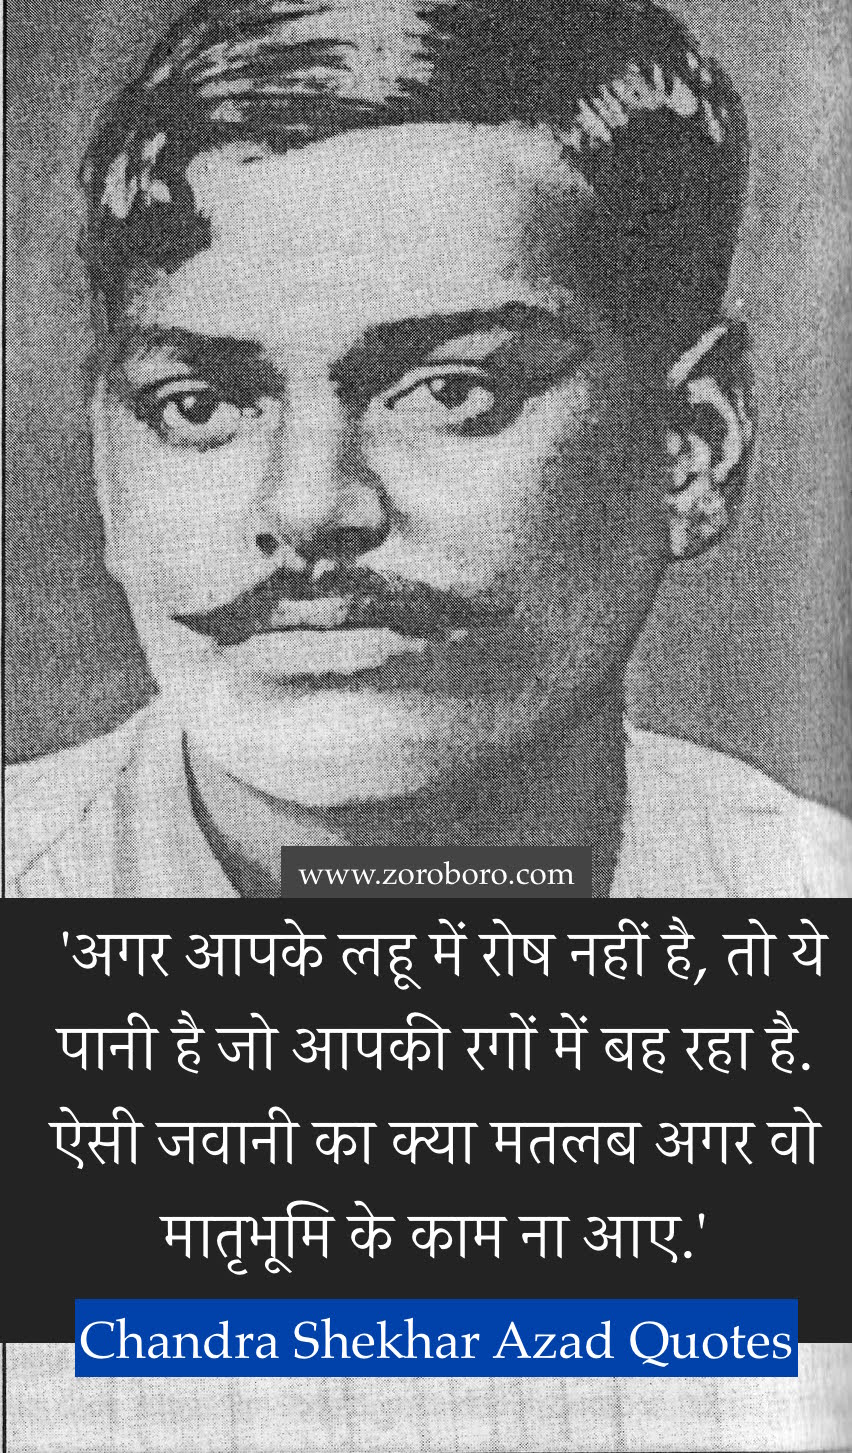 www.zoroboro.com
'अगर आपके लहू में रोष नहीं है, तो ये
पानी है जो आपकी रगों में बह रहा है.
ऐसी जवानी का क्या मतलब अगर वो
मातृभूमि के काम ना आए.'
Chandra Shekhar Azad Quotes